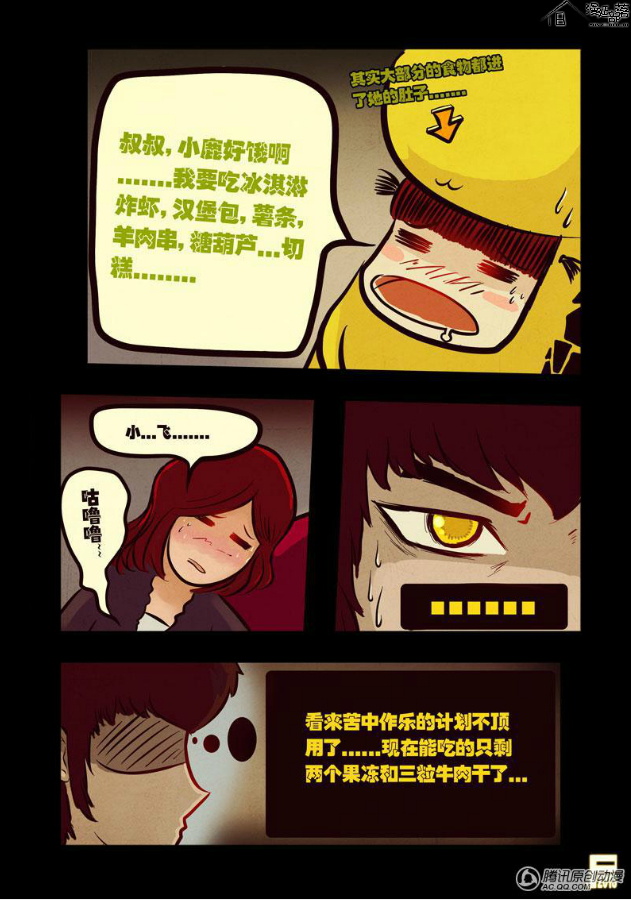 其实大部分的食物都进
了她的肚子.......
叔叔,小鹿好饿啊
.......我要吃冰淇淋
炸虾,汉堡包,薯条,
羊肉串,糖葫芦...切
糕........
小...飞.......
咕噜噜~~
■■■■■■
看来苦中作乐的计划不顶
用了......现在能吃的只剩
两个果冻和三粒牛肉干了...
腾讯原创动漫
AC.QQ.COM